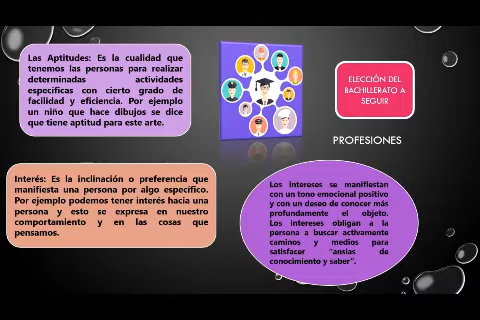 Las Aptitudes: Es la cualidad que
tenemos las personas para realizar
determinadas actividades
específicas con cierto grado de
facilidad y eficiencia. Por ejemplo
un niño que hace dibujos se dice
que tiene aptitud para este arte.
ELECCIÓN DEL
BACHILLERATO A
SEGUIR
PROFESIONES
Interés: Es la inclinación o preferencia que
manifiesta una persona por algo específico.
Por ejemplo podemos tener interés hacia una
persona y esto se expresa en nuestro
comportamiento y en las cosas que
pensamos.
Los intereses se manifiestan
con un tono emocional positivo
y con un deseo de conocer más
profundamente el objeto.
Los intereses obligan a la
persona a buscar activamente
caminos y medios para
satisfacer "ansias de
conocimiento y saber".